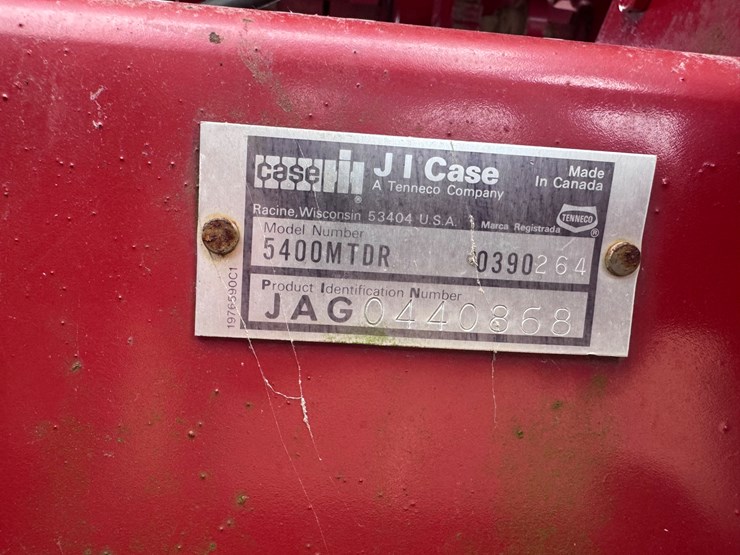 case IH ®
J I Case
A Tenneco Company
Made
In Canada
Racine, Wisconsin 53404 U.S.A.
Marca Registrada
TENNECO ®
Model Number
5400MTDR 0390264
Product Identification Number
JAG0440868
1976590C1